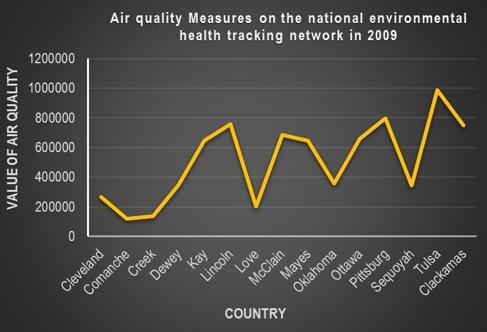 Air quality Measures on the national environmental
health tracking network in 2009
VALUE OF AIR QUALITY
1200000
1000000
800000
600000
400000
200000
0
Cleveland
Comanche
Creek
Dewey
Kay
Lincoln
Love
McClain
Mayes
Oklahoma
Ottawa
Pittsburg
Sequoyah
Tulsa
Clackamas
COUNTRY